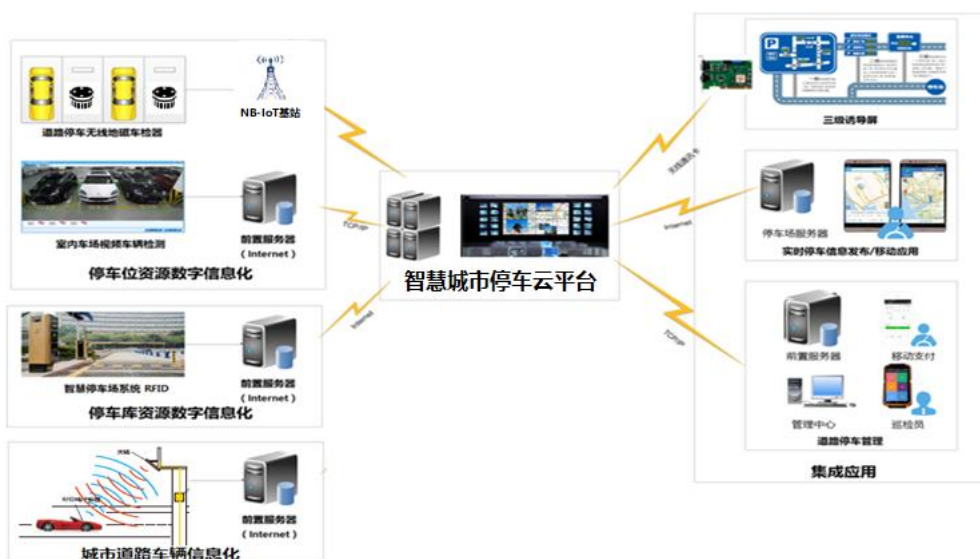 道路停车无线地磁车检器
NB-IoT基站
室内车场视频车辆检测
前置服务器
(Internet)
停车位资源数字信息化
智慧停车场系统 RFID
前置服务器
(Internet)
停车库资源数字信息化
天线
前置服务器
(Internet)
城市道路车辆信息化
TCP/IP
Internet
智慧城市停车云平台
无线通讯卡
Internet
TCP/IP
P
三级诱导屏
停车场服务器
实时停车信息发布/移动应用
前置服务器
移动支付
管理中心
巡检员
道路停车管理
集成应用